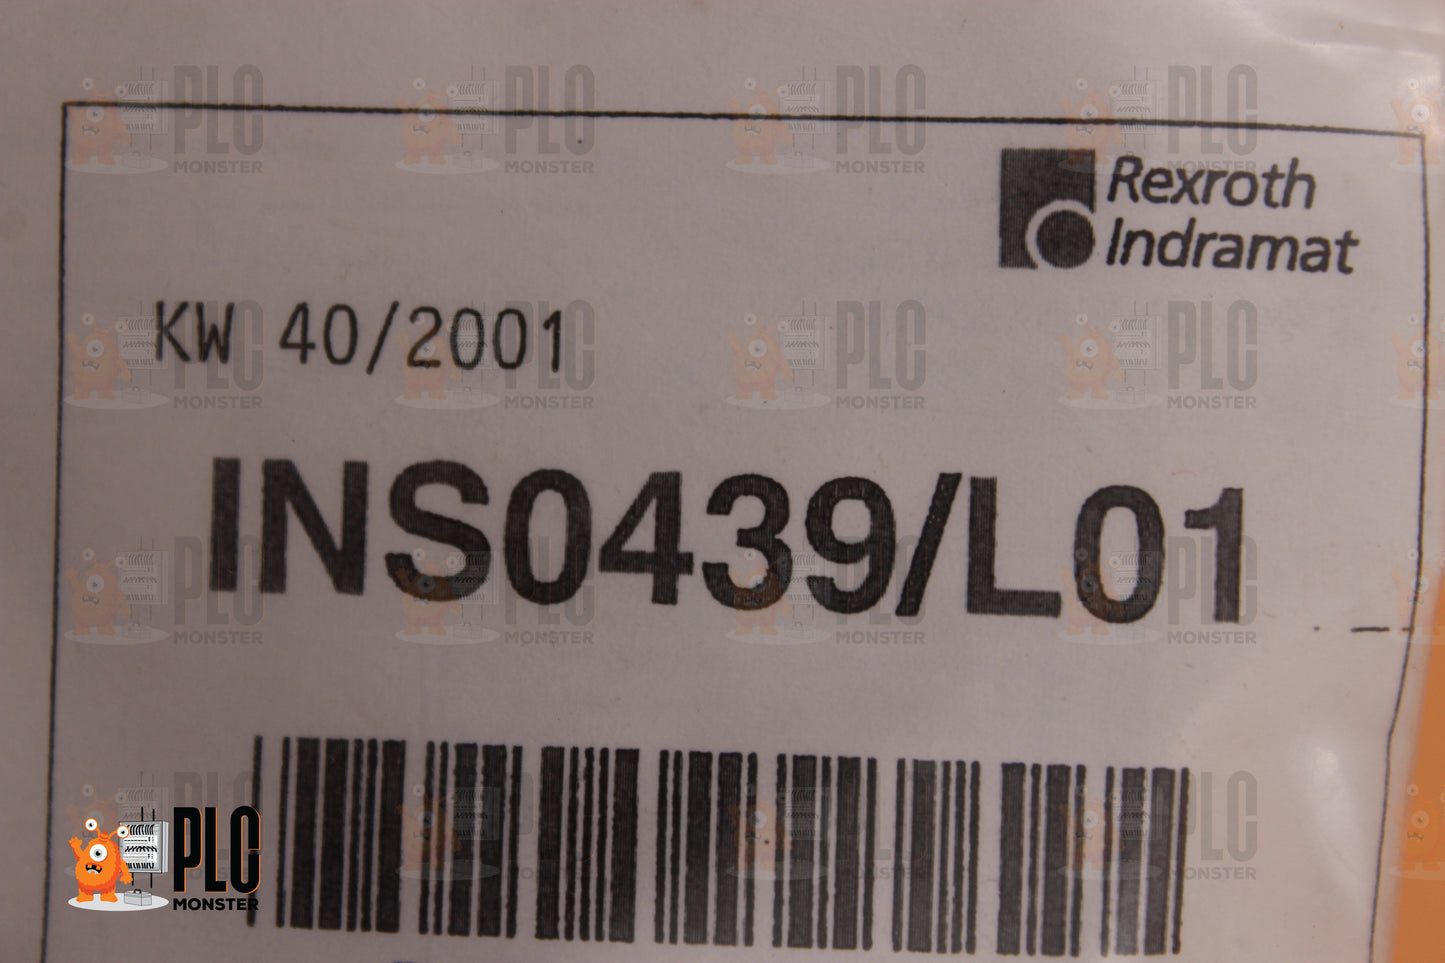 Rexroth
Indramat
KW 40/2001
INS0439/L01
PLC
MONSTER